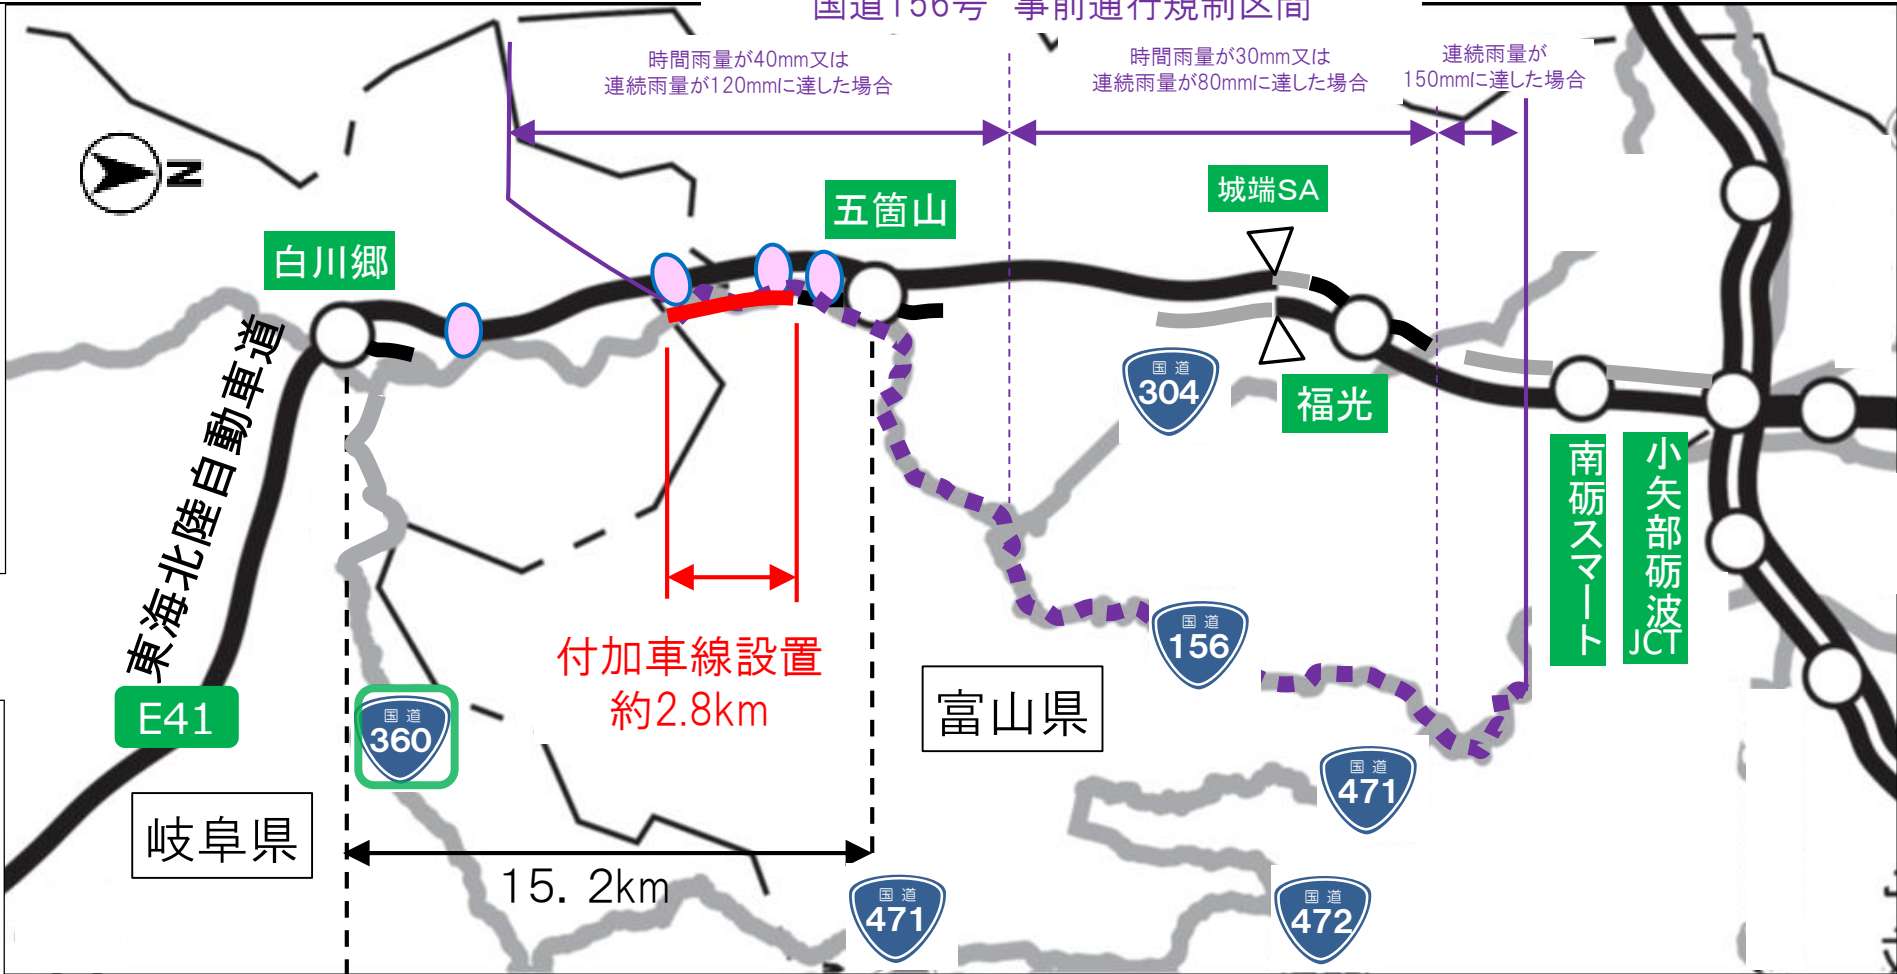 国道156号 事前通行規制区間
時間雨量が40mm又は
連続雨量が120mmに達した場合
時間雨量が30mm又は
連続雨量が80mmに達した場合
連続雨量が
150mmに達した場合
N
白川郷
五箇山
城端SA
福光
南砺スマート
小矢部砺波
JCT
東海北陸自動車道
E41
国道
304
国道
156
国道
360
国道
471
国道
471
国道
472
付加車線設置
約2.8km
富山県
岐阜県
15. 2km